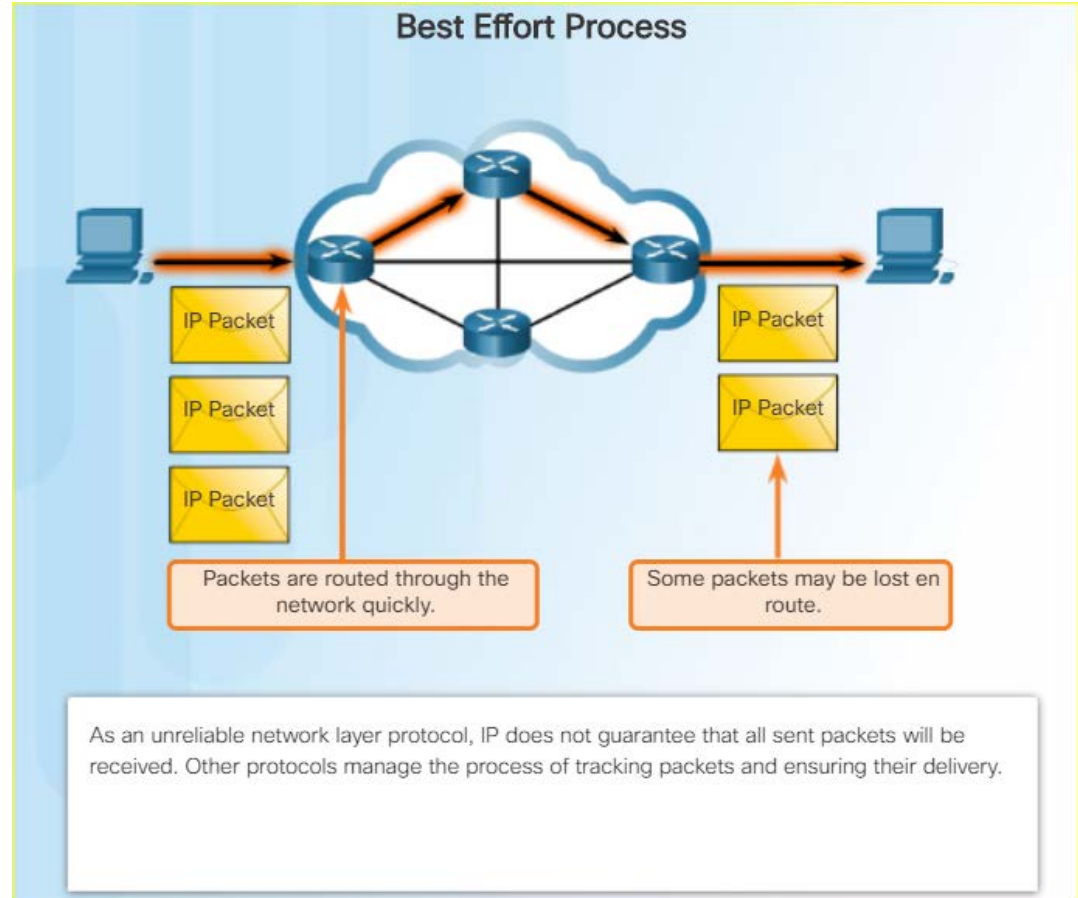 Best Effort Process
IP Packet
IP Packet
IP Packet
IP Packet
IP Packet
Packets are routed through the
network quickly.
Some packets may be lost en
route.
As an unreliable network layer protocol, IP does not guarantee that all sent packets will be
received. Other protocols manage the process of tracking packets and ensuring their delivery.